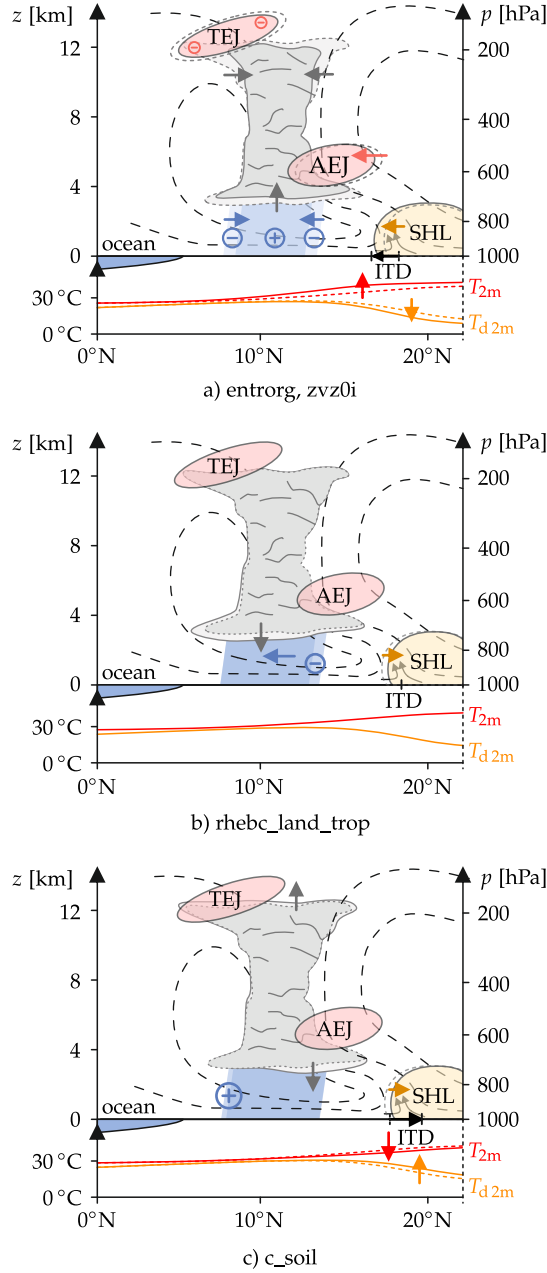 z [km] p [hPa]
TEJ
12 200
8 400
AEJ 600
4
800
SHL
ocean
0 1000
ITD
T2m
30 °C
Td 2m
0 °C
0°N 10°N 20°N
a) entrorg, zvz0i
z [km] p [hPa]
TEJ
12 200
8 400
AEJ 600
4
800
SHL
ocean
0 1000
ITD
T2m
30 °C
Td 2m
0 °C
0°N 10°N 20°N
b) rhebc_land_trop
z [km] p [hPa]
TEJ
12 200
8 400
AEJ 600
4
800
SHL
ocean
0 1000
ITD
T2m
30 °C
Td 2m
0 °C
0°N 10°N 20°N
c) c_soil